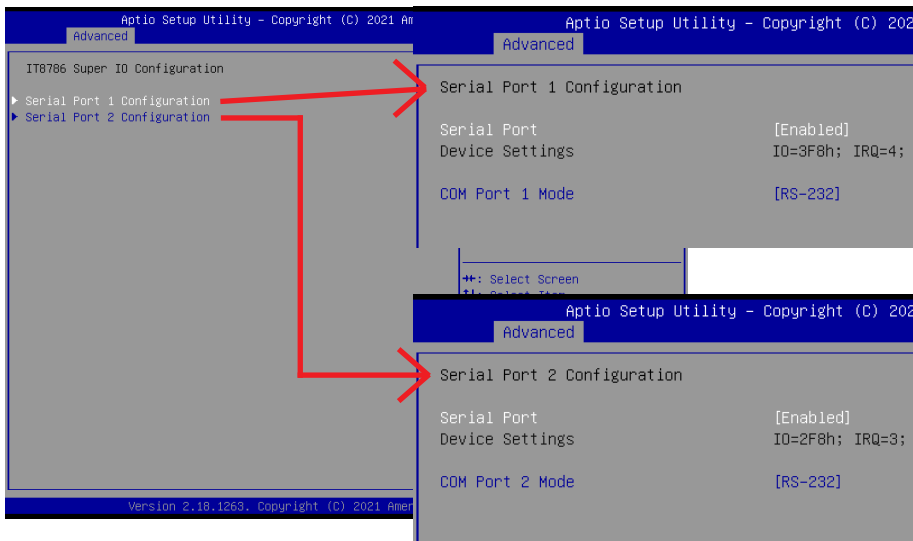 Aptio Setup Utility – Copyright (C) 2021 Am
Advanced
IT8786 Super IO Configuration
Serial Port 1 Configuration
Serial Port 2 Configuration
Version 2.18.1263. Copyright (C) 2021 Amer
Aptio Setup Utility – Copyright (C) 202
Advanced
Serial Port 1 Configuration
Serial Port [Enabled]
Device Settings IO=3F8h; IRQ=4;
COM Port 1 Mode [RS-232]
→←: Select Screen
↑↓: Select Item
Aptio Setup Utility – Copyright (C) 202
Advanced
Serial Port 2 Configuration
Serial Port [Enabled]
Device Settings IO=2F8h; IRQ=3;
COM Port 2 Mode [RS-232]